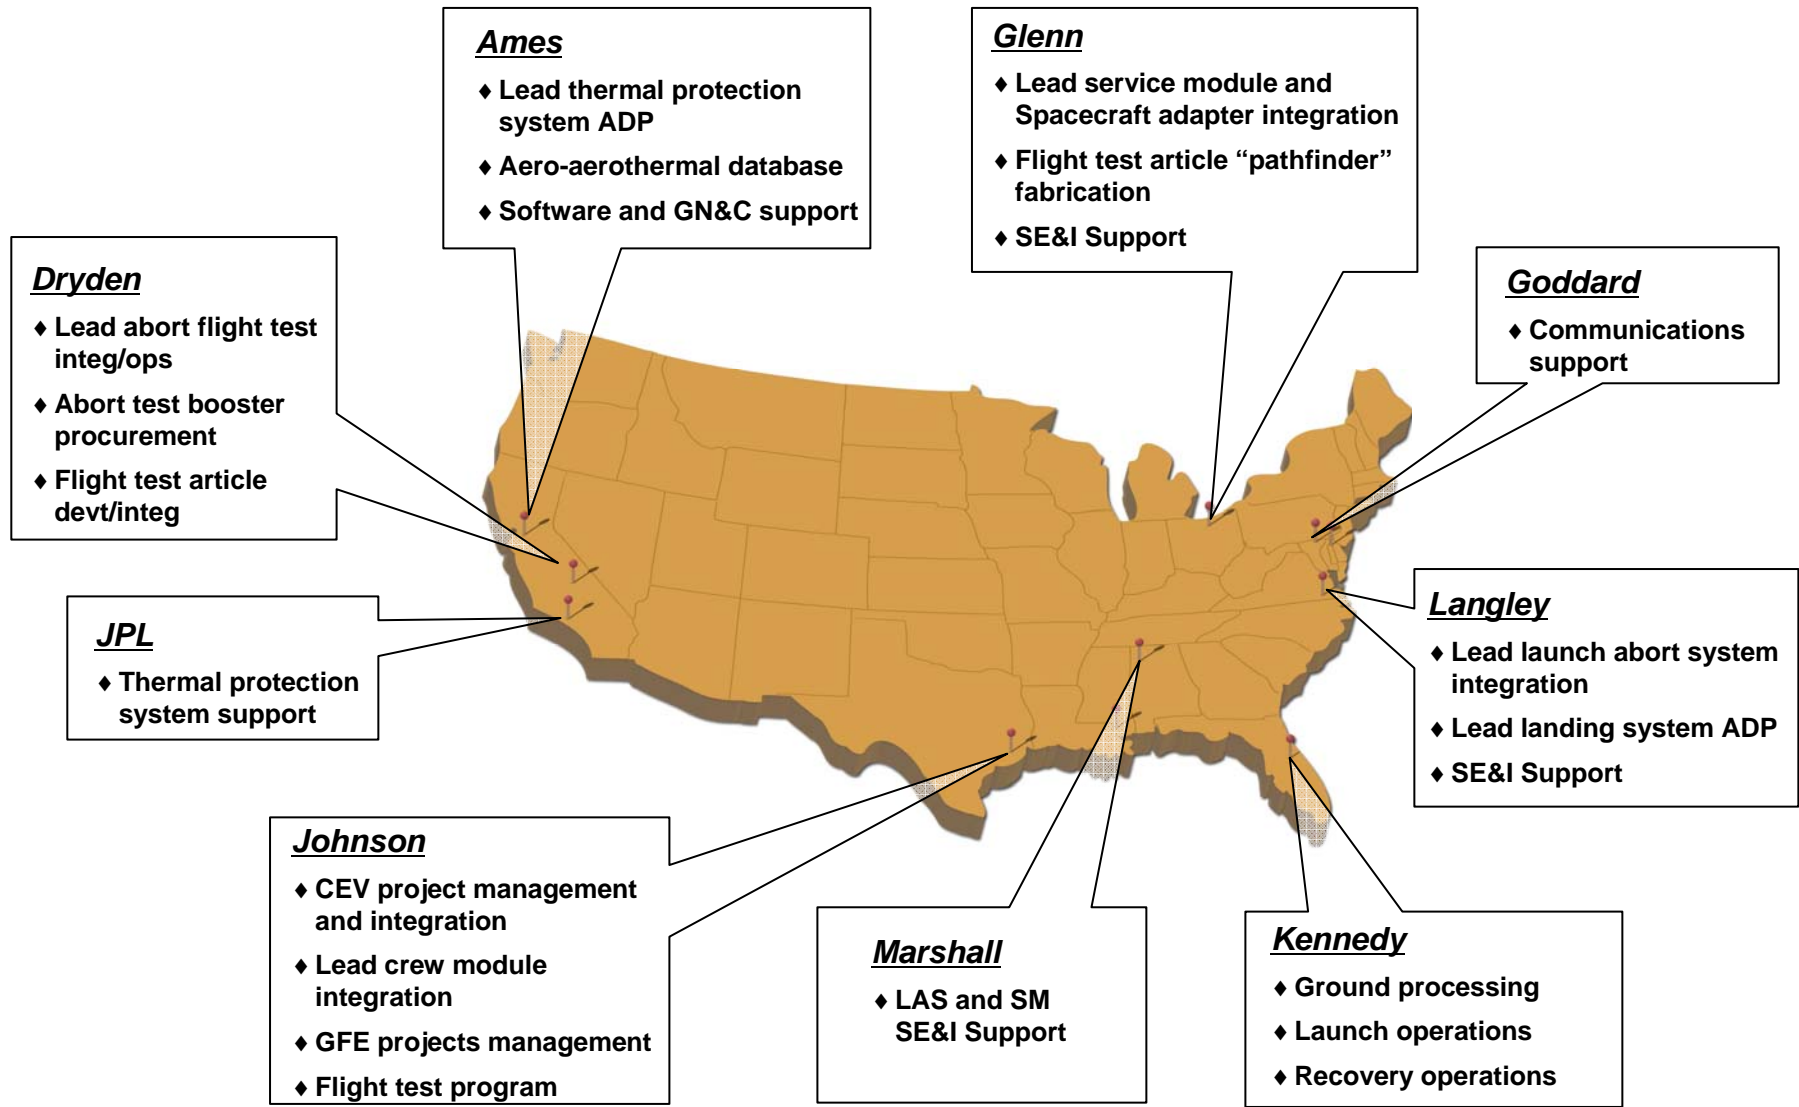 Ames
♦ Lead thermal protection
system ADP
♦ Aero-aerothermal database
♦ Software and GN&C support
Glenn
♦ Lead service module and
Spacecraft adapter integration
♦ Flight test article “pathfinder”
fabrication
♦ SE&I Support
Dryden
♦ Lead abort flight test
integ/ops
♦ Abort test booster
procurement
♦ Flight test article
devt/integ
Goddard
♦ Communications
support
JPL
♦ Thermal protection
system support
Langley
♦ Lead launch abort system
integration
♦ Lead landing system ADP
♦ SE&I Support
Johnson
♦ CEV project management
and integration
♦ Lead crew module
integration
♦ GFE projects management
♦ Flight test program
Marshall
♦ LAS and SM
SE&I Support
Kennedy
♦ Ground processing
♦ Launch operations
♦ Recovery operations